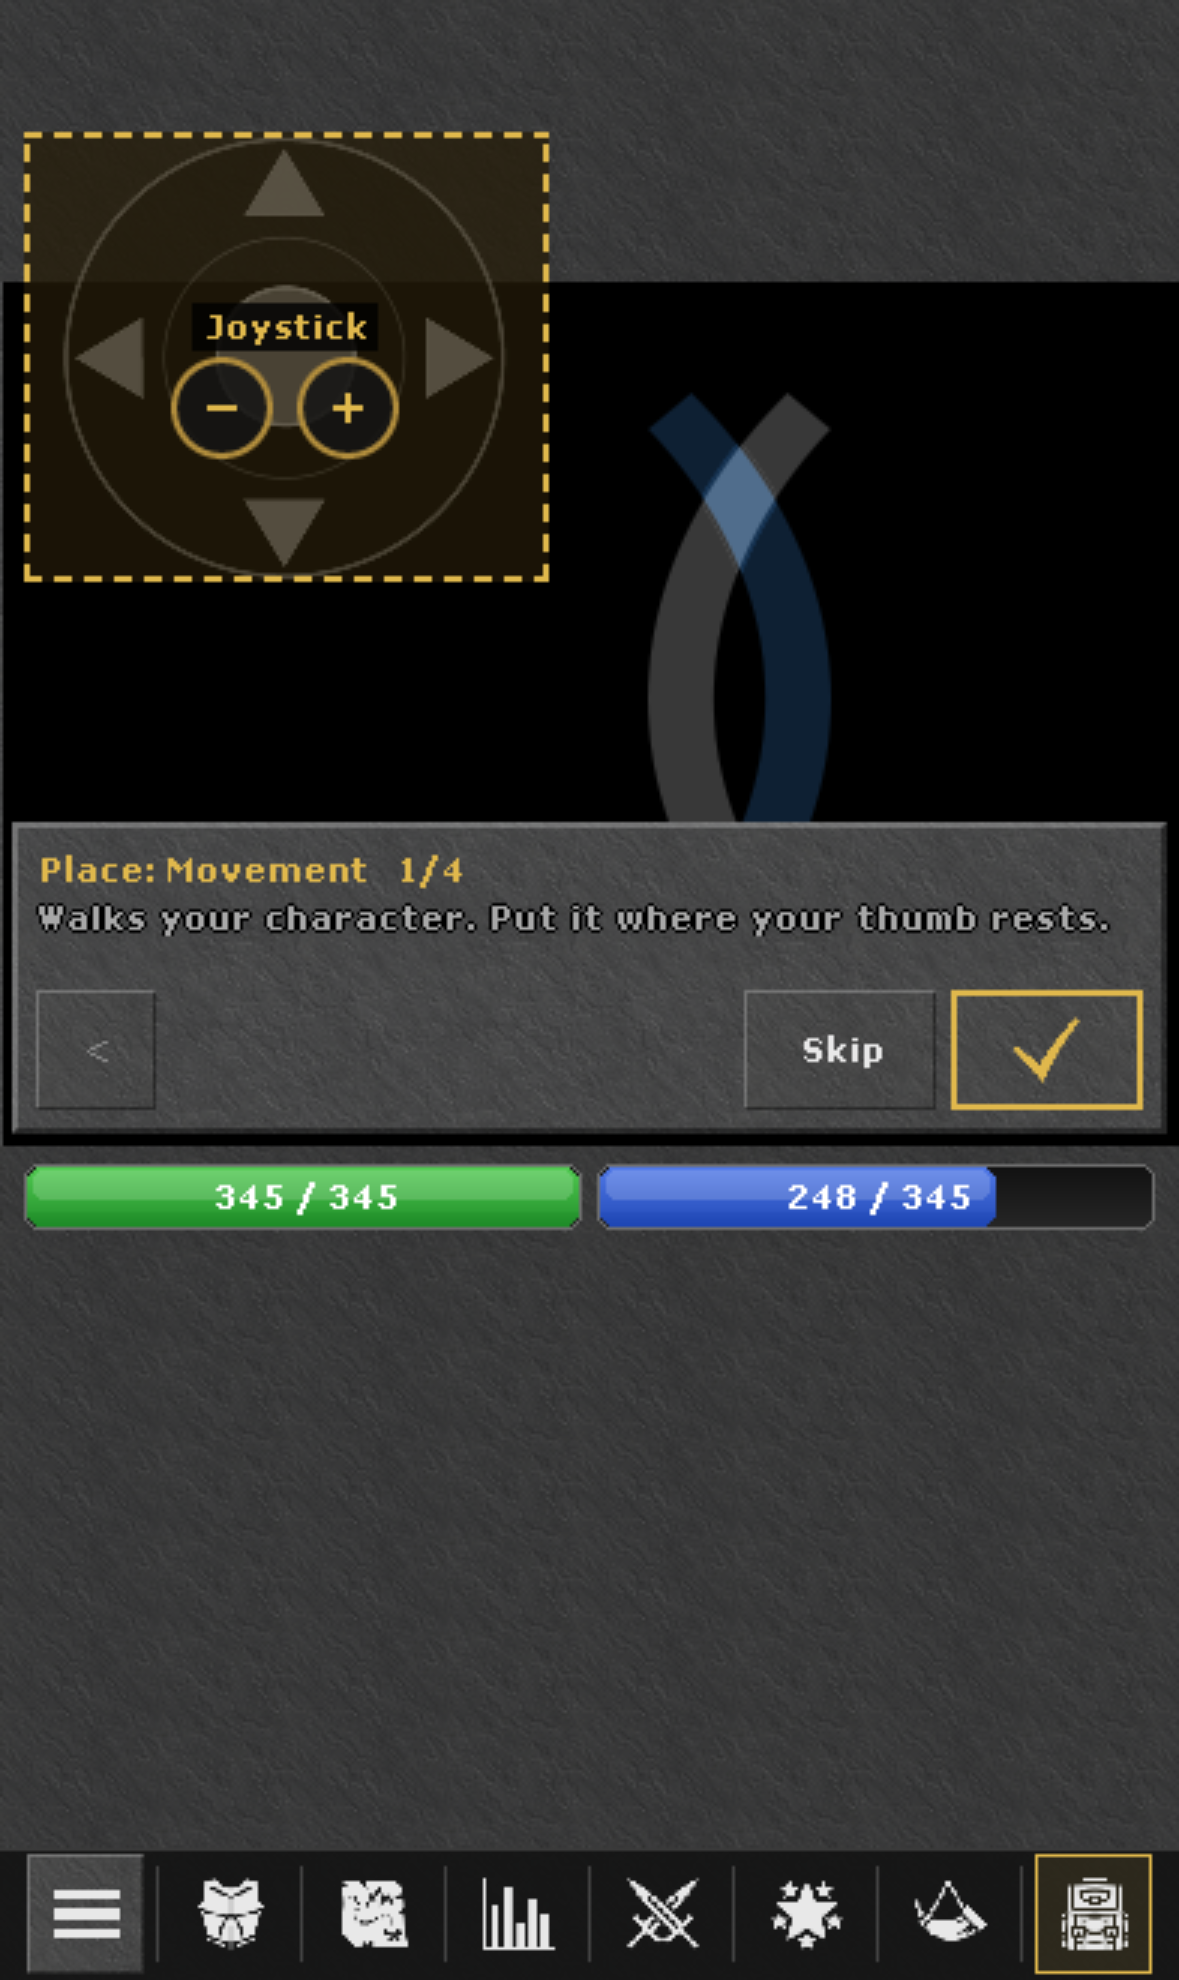 Joystick
− +
Place: Movement 1/4
Walks your character. Put it where your thumb rests.
< Skip
345 / 345 248 / 345